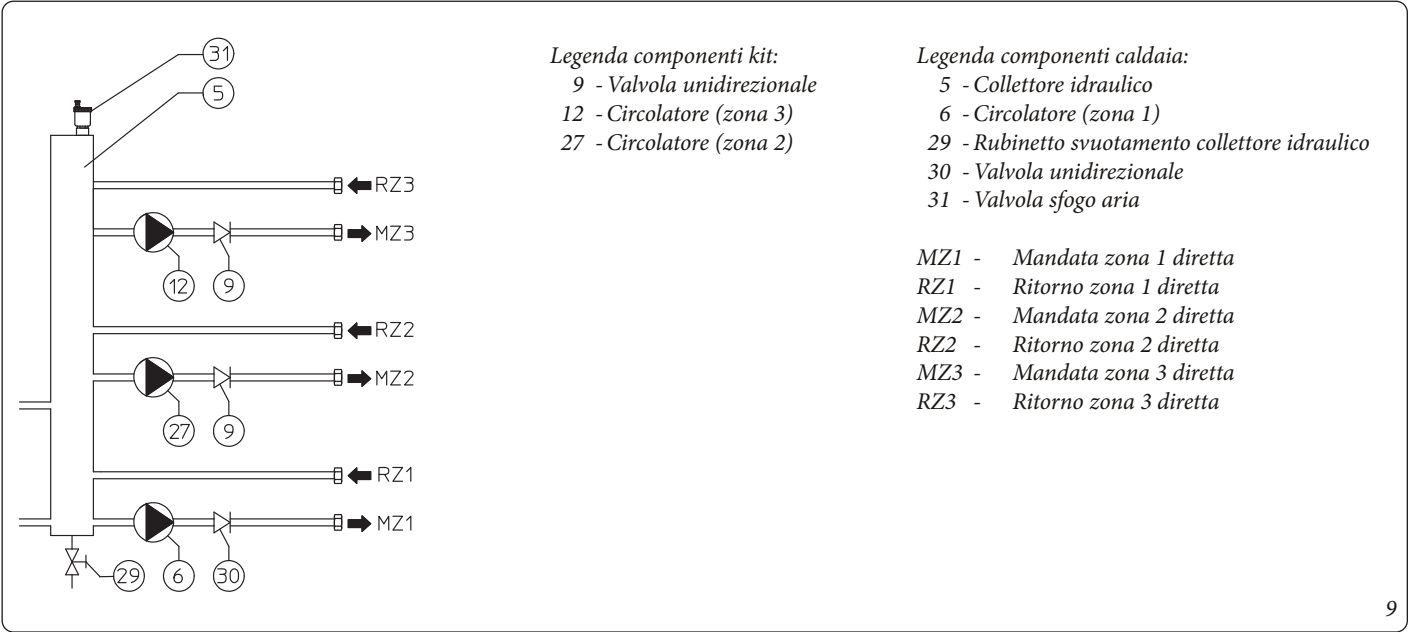 31
5
RZ3
MZ3
12
9
RZ2
MZ2
27
9
RZ1
MZ1
29
6
30
Legenda componenti kit:
9 - Valvola unidirezionale
12 - Circolatore (zona 3)
27 - Circolatore (zona 2)
Legenda componenti caldaia:
5 - Collettore idraulico
6 - Circolatore (zona 1)
29 - Rubinetto svuotamento collettore idraulico
30 - Valvola unidirezionale
31 - Valvola sfogo aria
MZ1 - Mandata zona 1 diretta
RZ1 - Ritorno zona 1 diretta
MZ2 - Mandata zona 2 diretta
RZ2 - Ritorno zona 2 diretta
MZ3 - Mandata zona 3 diretta
RZ3 - Ritorno zona 3 diretta
9